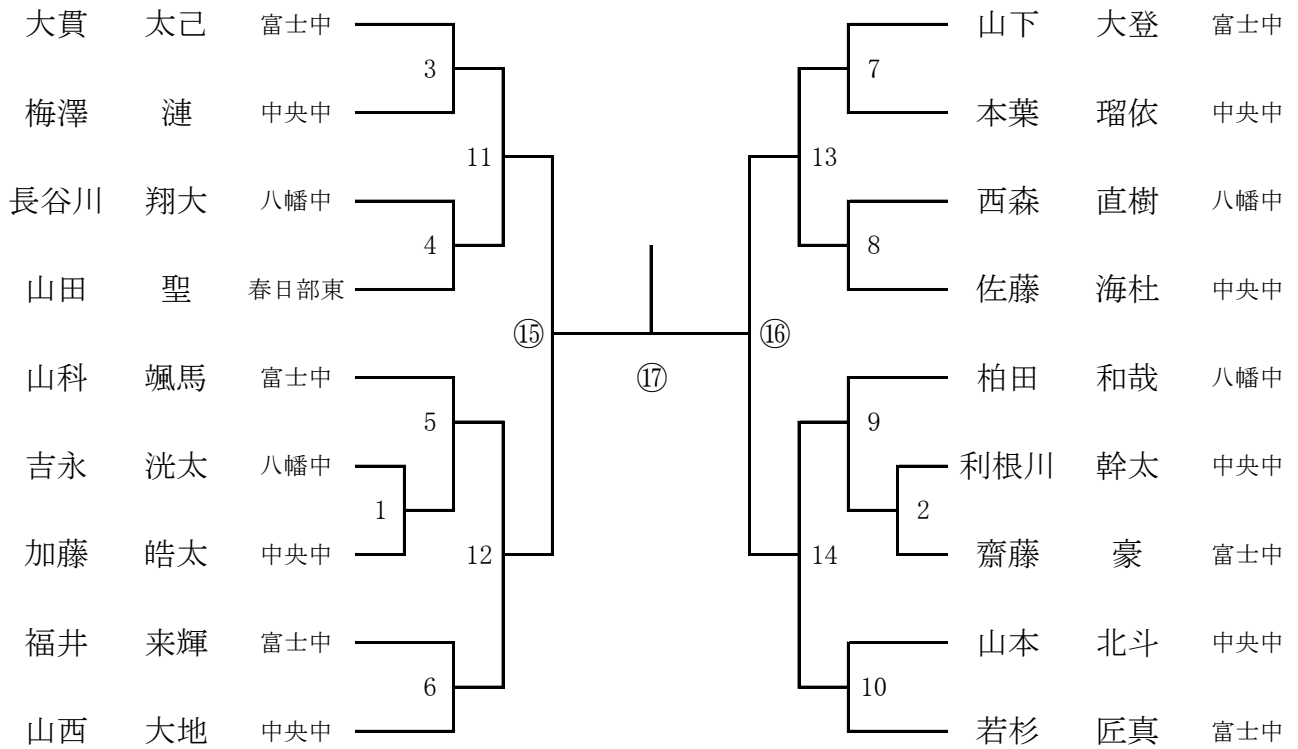 大貫 太己 富士中
3
梅澤 漣 中央中
11
長谷川 翔大 八幡中
4
山田 聖 春日部東
⑮
山科 颯馬 富士中
5
吉永 洸太 八幡中
1
加藤 皓太 中央中
12
福井 来輝 富士中
6
山西 大地 中央中
⑰
山下 大登 富士中
7
本葉 瑠依 中央中
13
西森 直樹 八幡中
8
佐藤 海杜 中央中
⑯
柏田 和哉 八幡中
9
利根川 幹太 中央中
2
齋藤 豪 富士中
14
山本 北斗 中央中
10
若杉 匠真 富士中